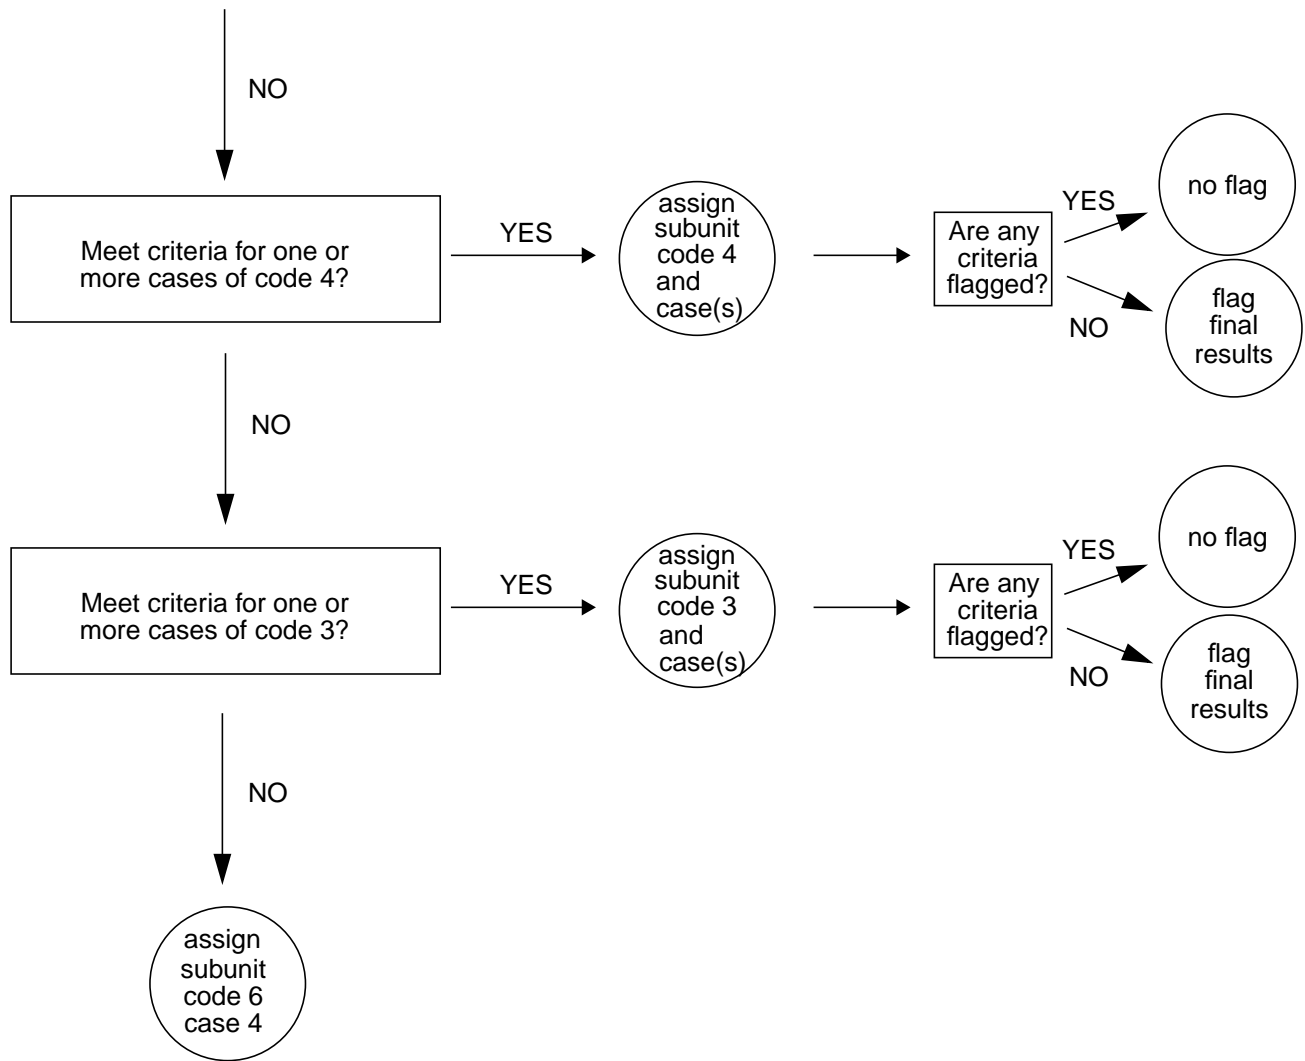 NO
Meet criteria for one or
more cases of code 4?
YES
assign
subunit
code 4
and
case(s)
Are any
criteria
flagged?
YES
no flag
NO
flag
final
results
NO
Meet criteria for one or
more cases of code 3?
YES
assign
subunit
code 3
and
case(s)
Are any
criteria
flagged?
YES
no flag
NO
flag
final
results
NO
assign
subunit
code 6
case 4